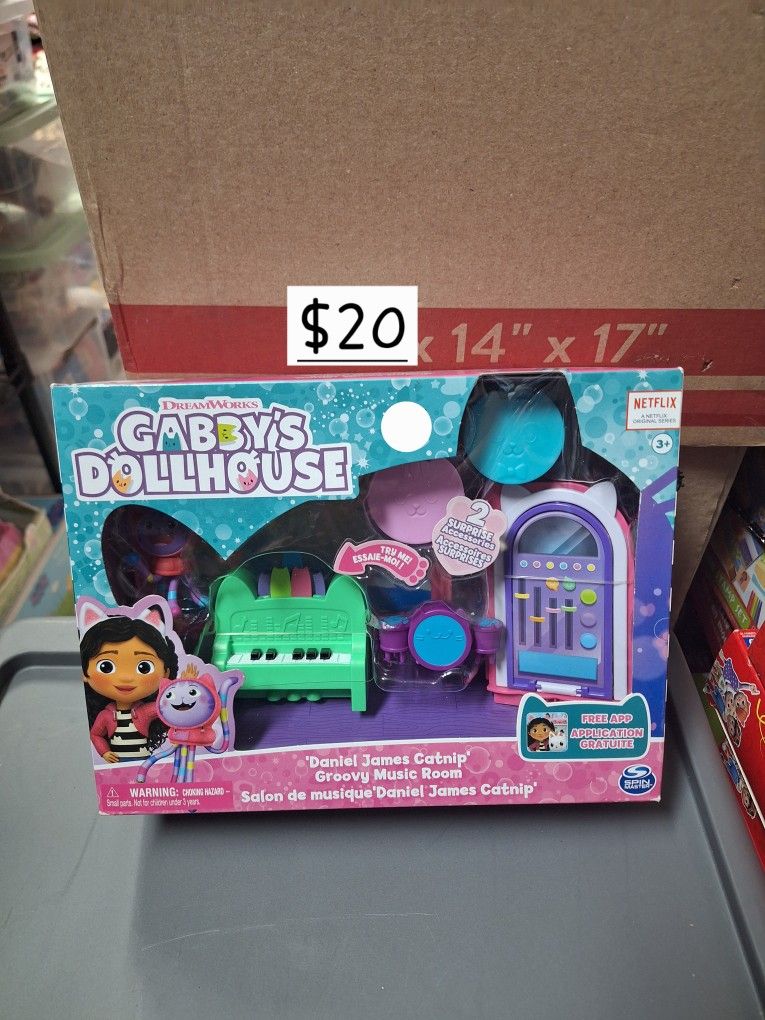 $20
x 14" x 17"
DREAMWORKS
GABBY'S
DOLLHOUSE
NETFLIX
A NETFLIX
ORIGINAL SERIES
3+
2
SURPRISE
Accessories
Accessoires
SURPRISES
TRY ME!
ESSAIE-MOI!
FREE APP
APPLICATION
GRATUITE
"Daniel James Catnip"
Groovy Music Room
Salon de musique "Daniel James Catnip"
WARNING: CHOKING HAZARD –
Small parts. Not for children under 3 years.
SPIN
MASTER